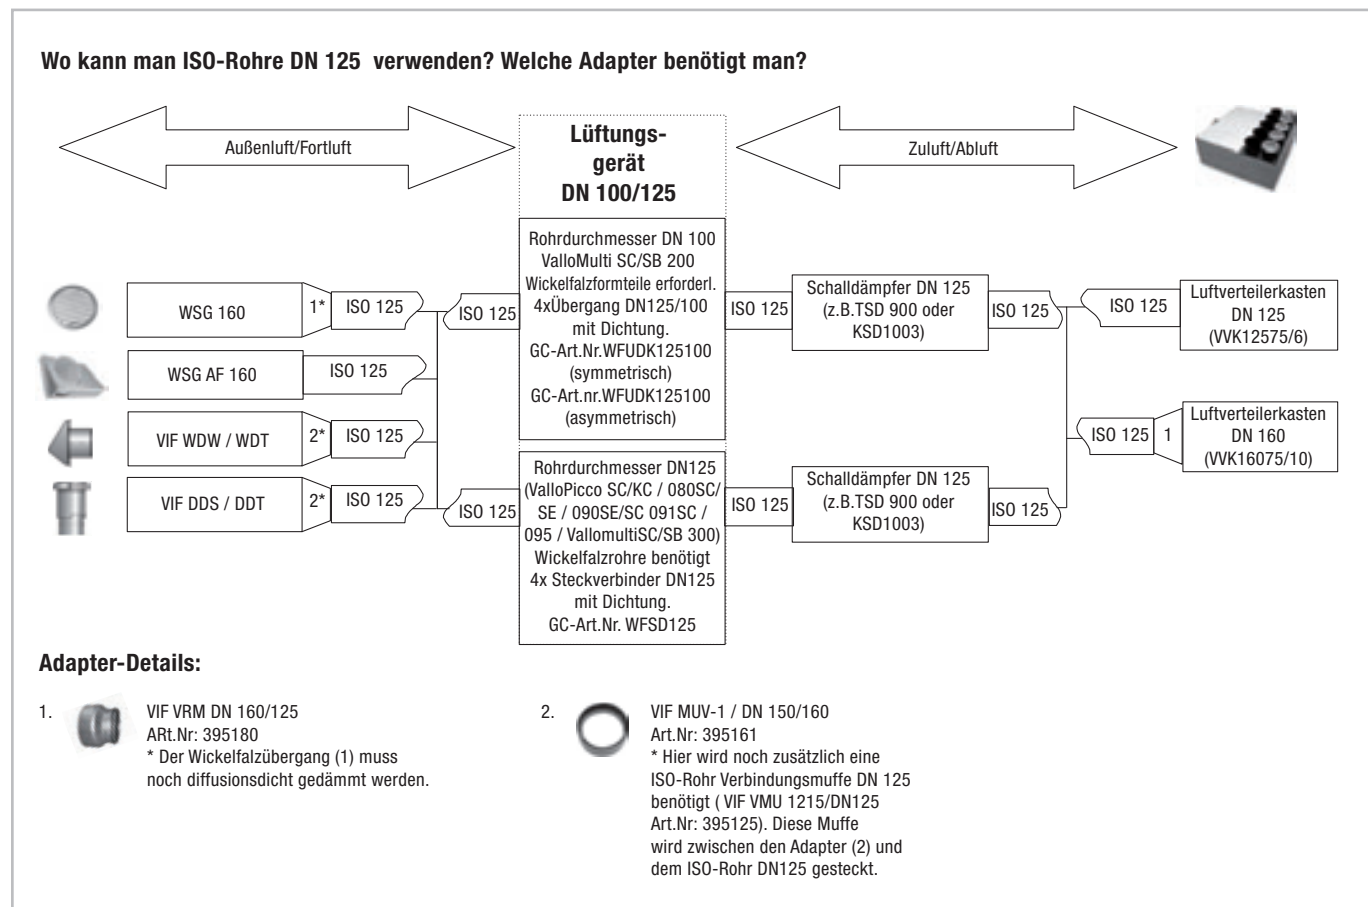 Wo kann man ISO-Rohre DN 125 verwenden? Welche Adapter benötigt man?
Außenluft/Fortluft
Lüftungs-
gerät
DN 100/125
Zuluft/Abluft
Rohrdurchmesser DN 100
ValloMulti SC/SB 200
Wickelfalzformteile erforderl.
4xÜbergang DN125/100
mit Dichtung.
GC-Art.Nr.WFUDK125100
(symmetrisch)
GC-Art.nr.WFUDK125100
(asymmetrisch)
WSG 160
1*
ISO 125
ISO 125
ISO 125
Schalldämpfer DN 125
(z.B.TSD 900 oder
KSD1003)
ISO 125
ISO 125
Luftverteilerkasten
DN 125
(VVK12575/6)
WSG AF 160
ISO 125
VIF WDW / WDT
2*
ISO 125
ISO 125
1
Luftverteilerkasten
DN 160
(VVK16075/10)
VIF DDS / DDT
2*
ISO 125
ISO 125
Rohrdurchmesser DN125
(ValloPicco SC/KC / 080SC/
SE / 090SE/SC 091SC /
095 / VallomultiSC/SB 300)
Wickelfalzrohre benötigt
4x Steckverbinder DN125
mit Dichtung.
GC-Art.Nr. WFSD125
ISO 125
Schalldämpfer DN 125
(z.B.TSD 900 oder
KSD1003)
ISO 125
Adapter-Details:
1.
VIF VRM DN 160/125
ARt.Nr: 395180
* Der Wickelfalzübergang (1) muss
noch diffusionsdicht gedämmt werden.
2.
VIF MUV-1 / DN 150/160
Art.Nr: 395161
* Hier wird noch zusätzlich eine
ISO-Rohr Verbindungsmuffe DN 125
benötigt ( VIF VMU 1215/DN125
Art.Nr: 395125). Diese Muffe
wird zwischen den Adapter (2) und
dem ISO-Rohr DN125 gesteckt.